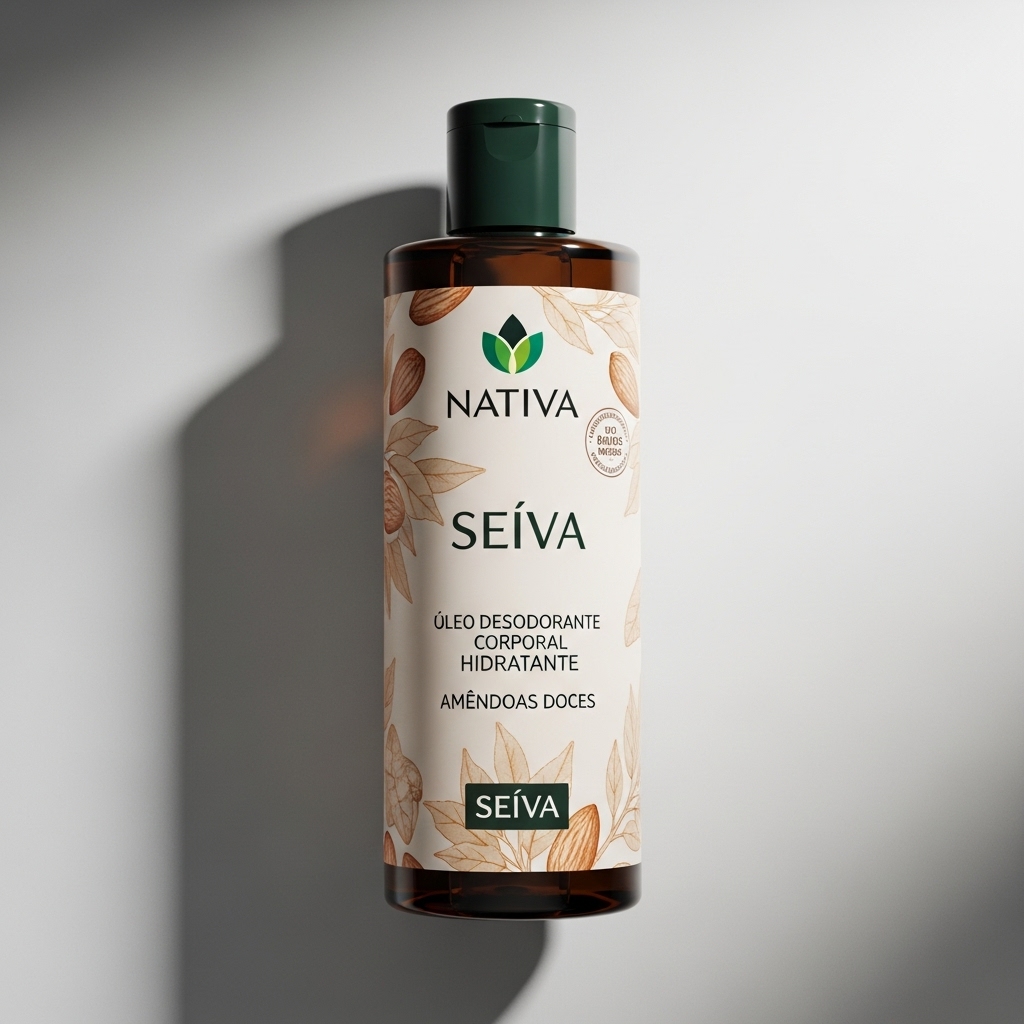 NATIVA
SEÍVA
ÓLEO DESODORANTE
CORPORAL
HIDRATANTE
AMÊNDOAS DOCES
SEÍVA